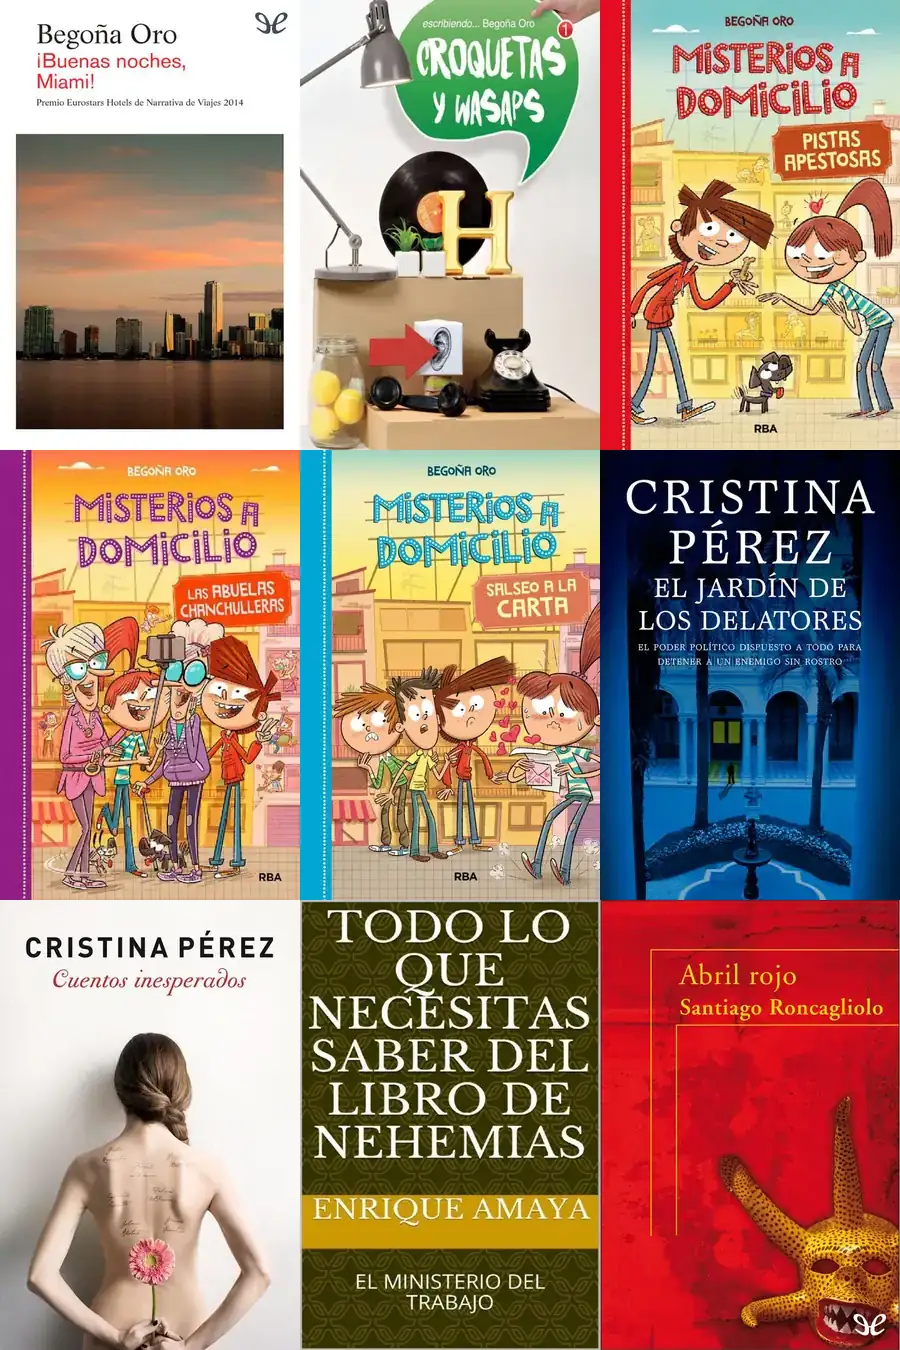 Begoña Oro
¡Buenas noches,
Miami!
Premio Eurostars Hotels de Narrativa de Viajes 2014
escribiendo... Begoña Oro
1
CROQUETAS
Y WASAPS
H
BEGOÑA ORO
MISTERIOS A
DOMICILIO
PISTAS
APESTOSAS
RBA
BEGOÑA ORO
MISTERIOS A
DOMICILIO
LAS ABUELAS
CHANCHULLERAS
RBA
BEGOÑA ORO
MISTERIOS A
DOMICILIO
SALSEO A LA
CARTA
RBA
CRISTINA
PÉREZ
EL JARDÍN DE
LOS DELATORES
EL PODER POLÍTICO DISPUESTO A TODO PARA
DETENER A UN ENEMIGO SIN ROSTRO
CRISTINA PÉREZ
Cuentos inesperados
TODO LO
QUE
NECESITAS
SABER DEL
LIBRO DE
NEHEMIAS
ENRIQUE AMAYA
EL MINISTERIO DEL
TRABAJO
Abril rojo
Santiago Roncagliolo